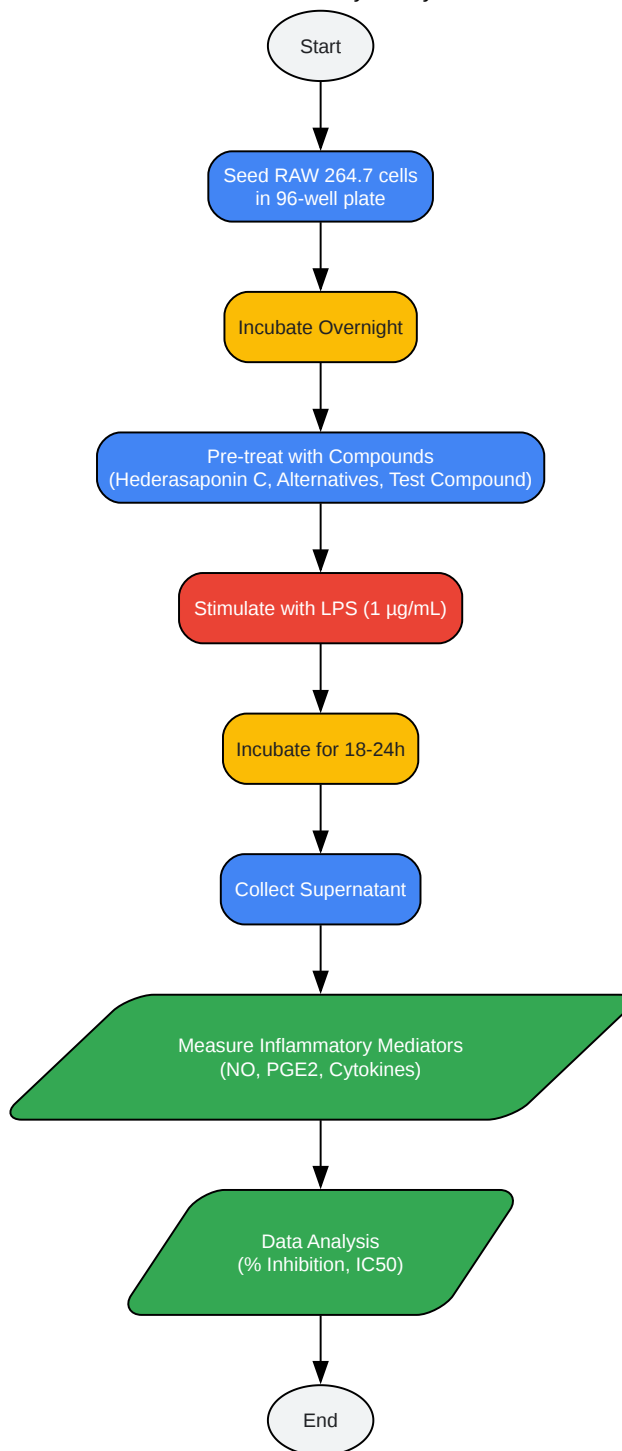 Start
Seed RAW 264.7 cells
in 96-well plate
Incubate Overnight
Pre-treat with Compounds
(Hederasaponin C, Alternatives, Test Compound)
Stimulate with LPS (1 µg/mL)
Incubate for 18-24h
Collect Supernatant
Measure Inflammatory Mediators
(NO, PGE2, Cytokines)
Data Analysis
(% Inhibition, IC50)
End